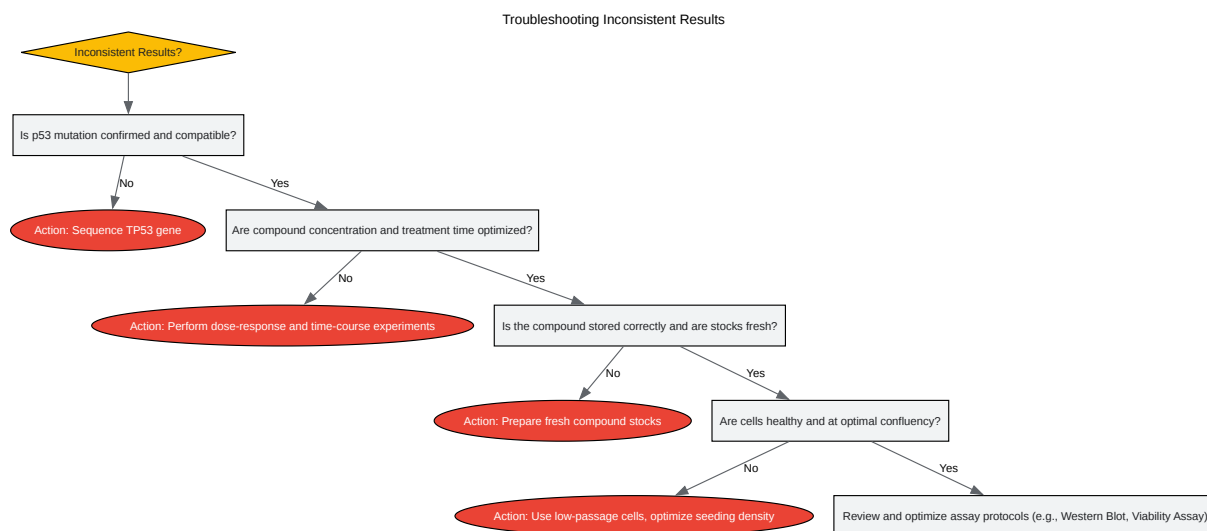 Troubleshooting Inconsistent Results
Inconsistent Results?
Is p53 mutation confirmed and compatible?
No
Yes
Action: Sequence TP53 gene
Are compound concentration and treatment time optimized?
No
Yes
Action: Perform dose-response and time-course experiments
Is the compound stored correctly and are stocks fresh?
No
Yes
Action: Prepare fresh compound stocks
Are cells healthy and at optimal confluency?
No
Yes
Action: Use low-passage cells, optimize seeding density
Review and optimize assay protocols (e.g., Western Blot, Viability Assay)